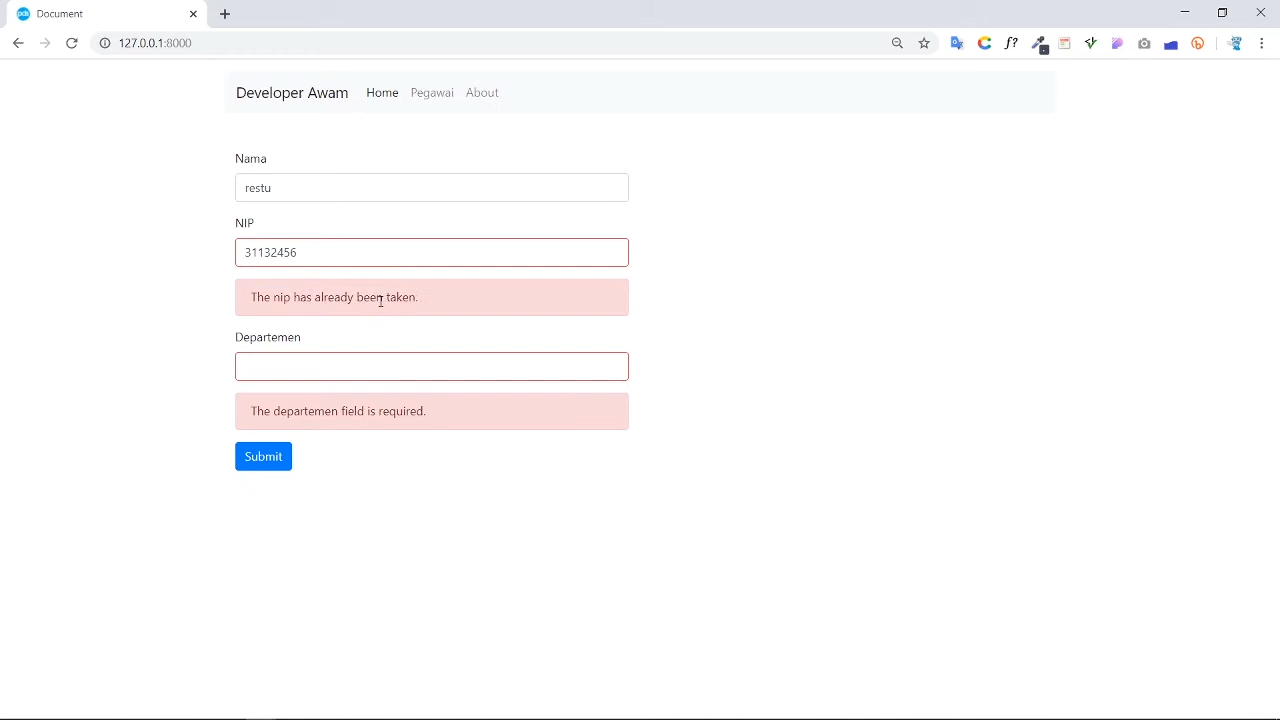 Document
127.0.0.1:8000
Developer Awam Home Pegawai About
Nama
restu
NIP
31132456
The nip has already been taken.
Departemen
The departemen field is required.
Submit